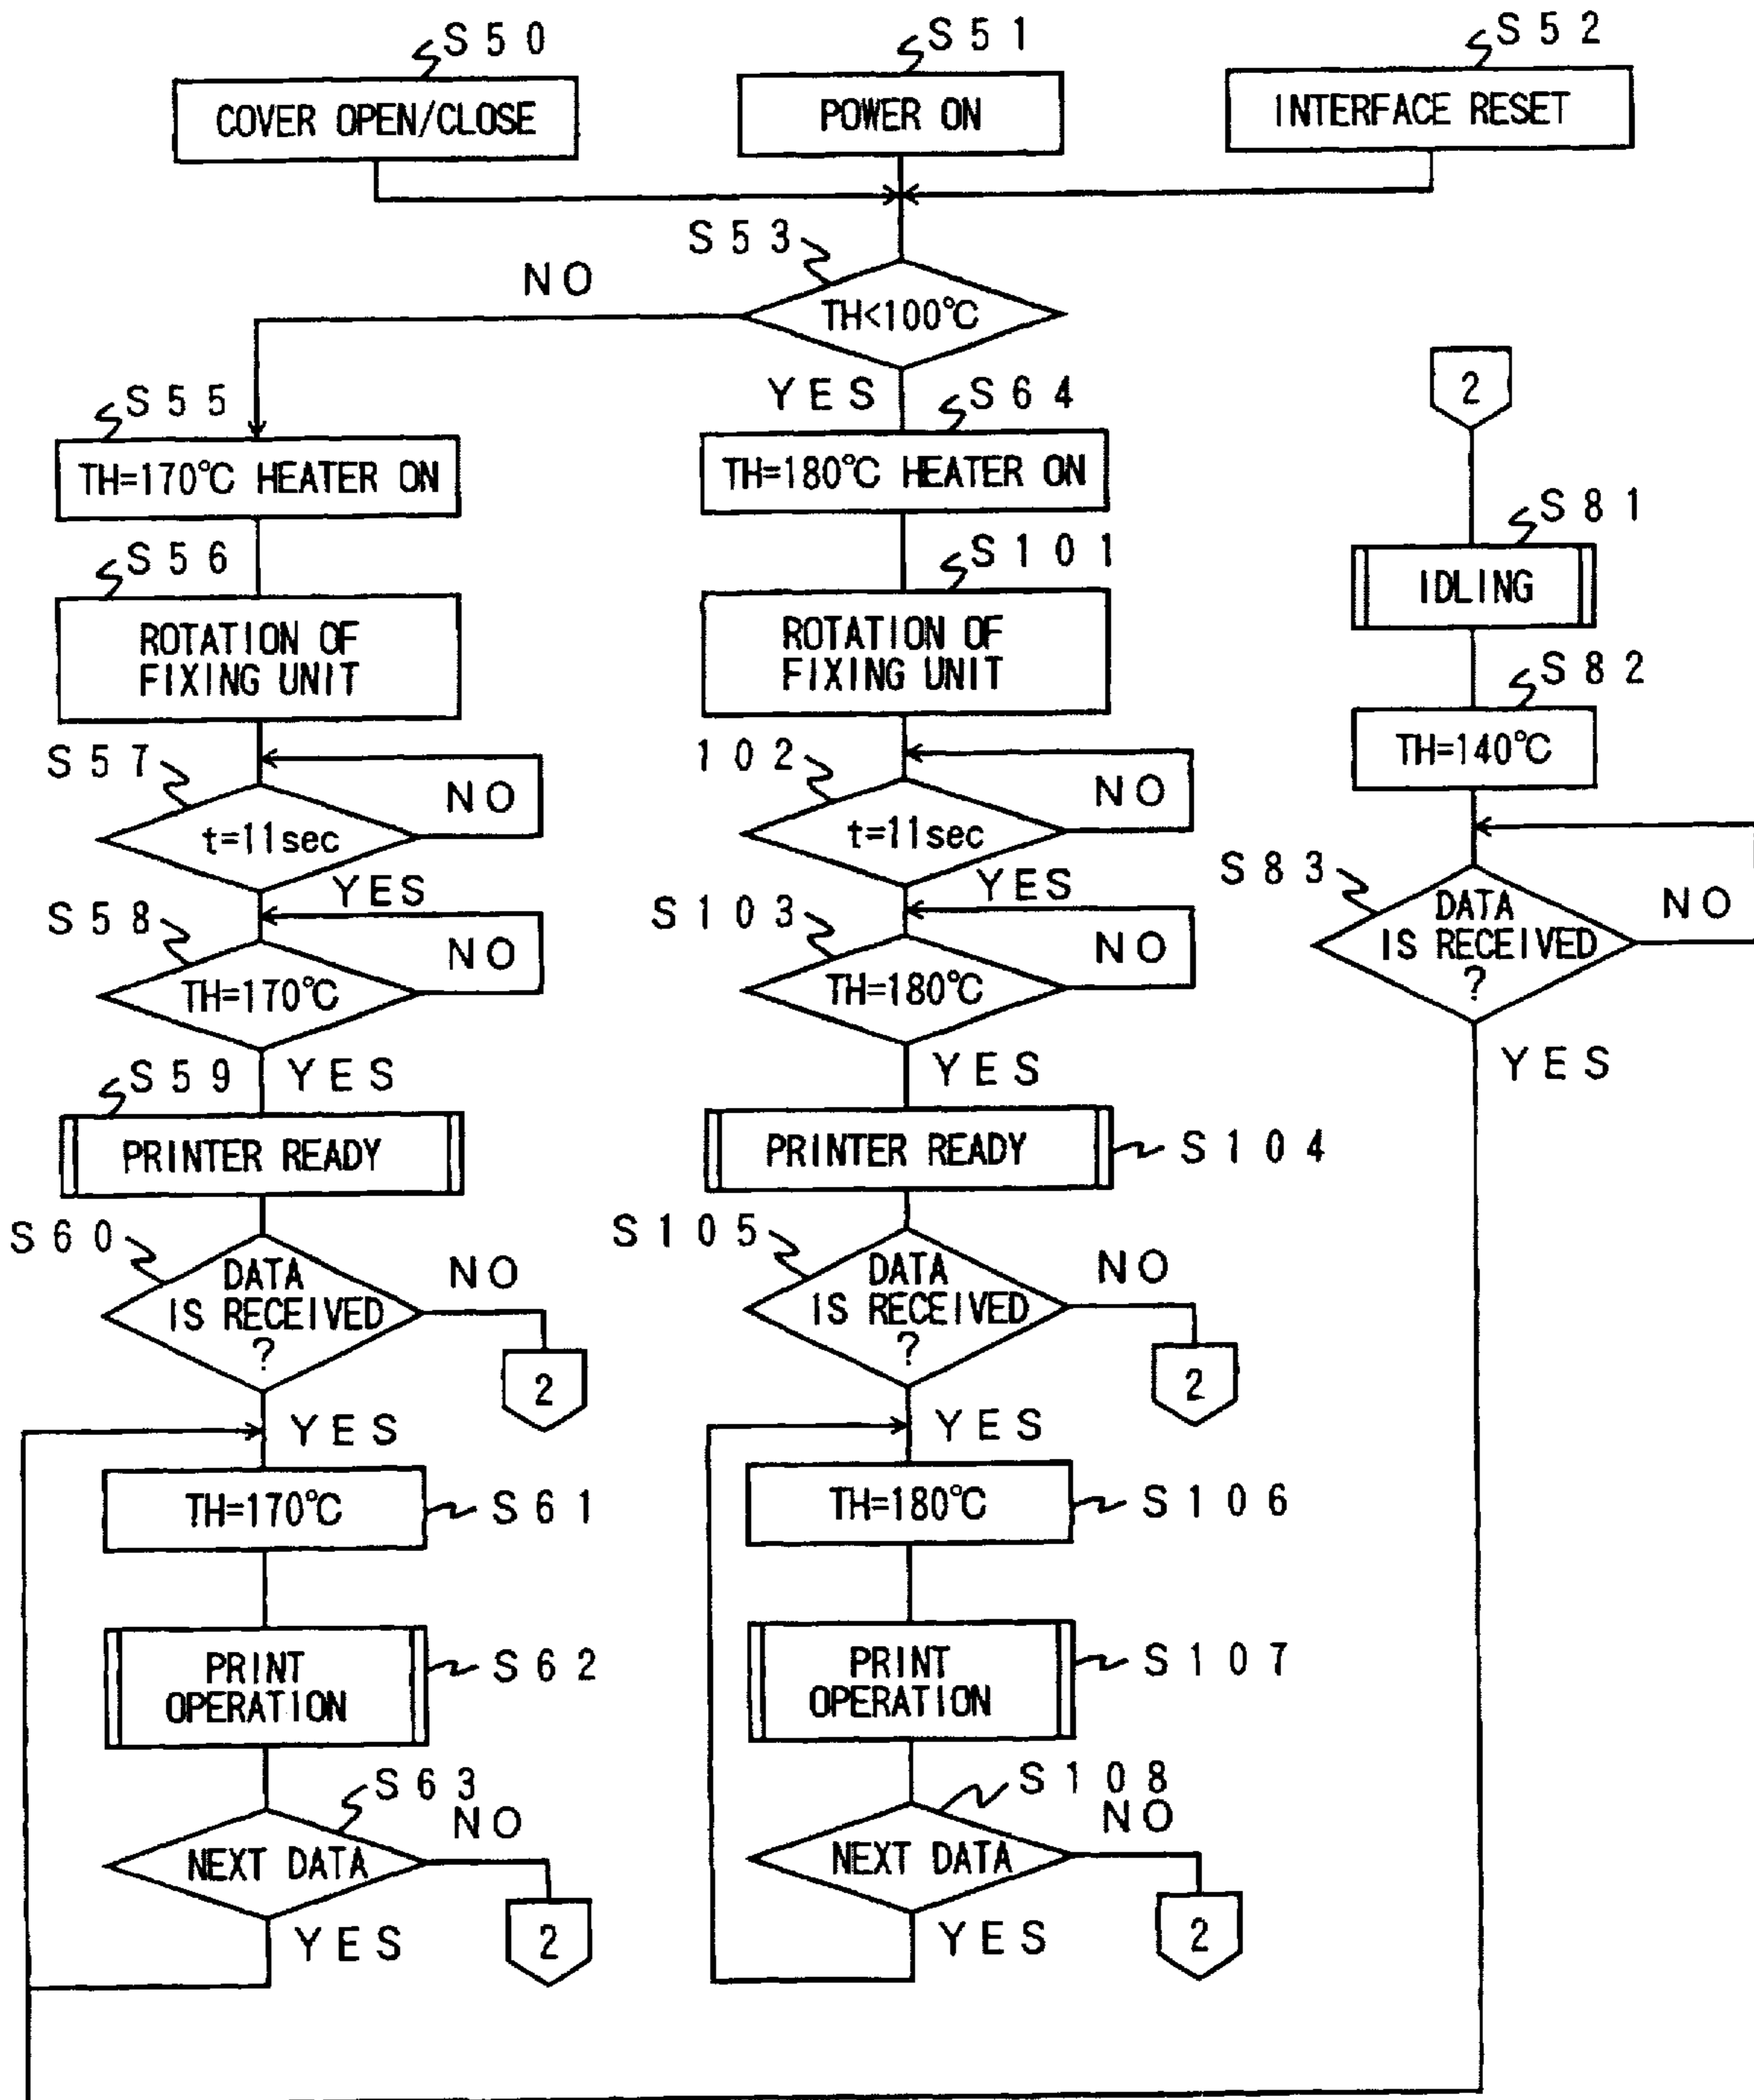 S50
COVER OPEN/CLOSE
S51
POWER ON
S52
INTERFACE RESET
S53
TH<100°C
NO
YES
S55
TH=170°C HEATER ON
S56
ROTATION OF
FIXING UNIT
S57
t=11sec
NO
YES
S58
TH=170°C
NO
YES
S59
PRINTER READY
S60
DATA
IS RECEIVED
?
NO
2
YES
TH=170°C
S61
PRINT
OPERATION
S62
S63
NEXT DATA
NO
2
YES
S64
TH=180°C HEATER ON
S101
ROTATION OF
FIXING UNIT
102
t=11sec
NO
YES
S103
TH=180°C
NO
YES
PRINTER READY
S104
S105
DATA
IS RECEIVED
?
NO
2
YES
TH=180°C
S106
PRINT
OPERATION
S107
S108
NEXT DATA
NO
2
YES
2
S81
IDLING
S82
TH=140°C
S83
DATA
IS RECEIVED
?
NO
YES